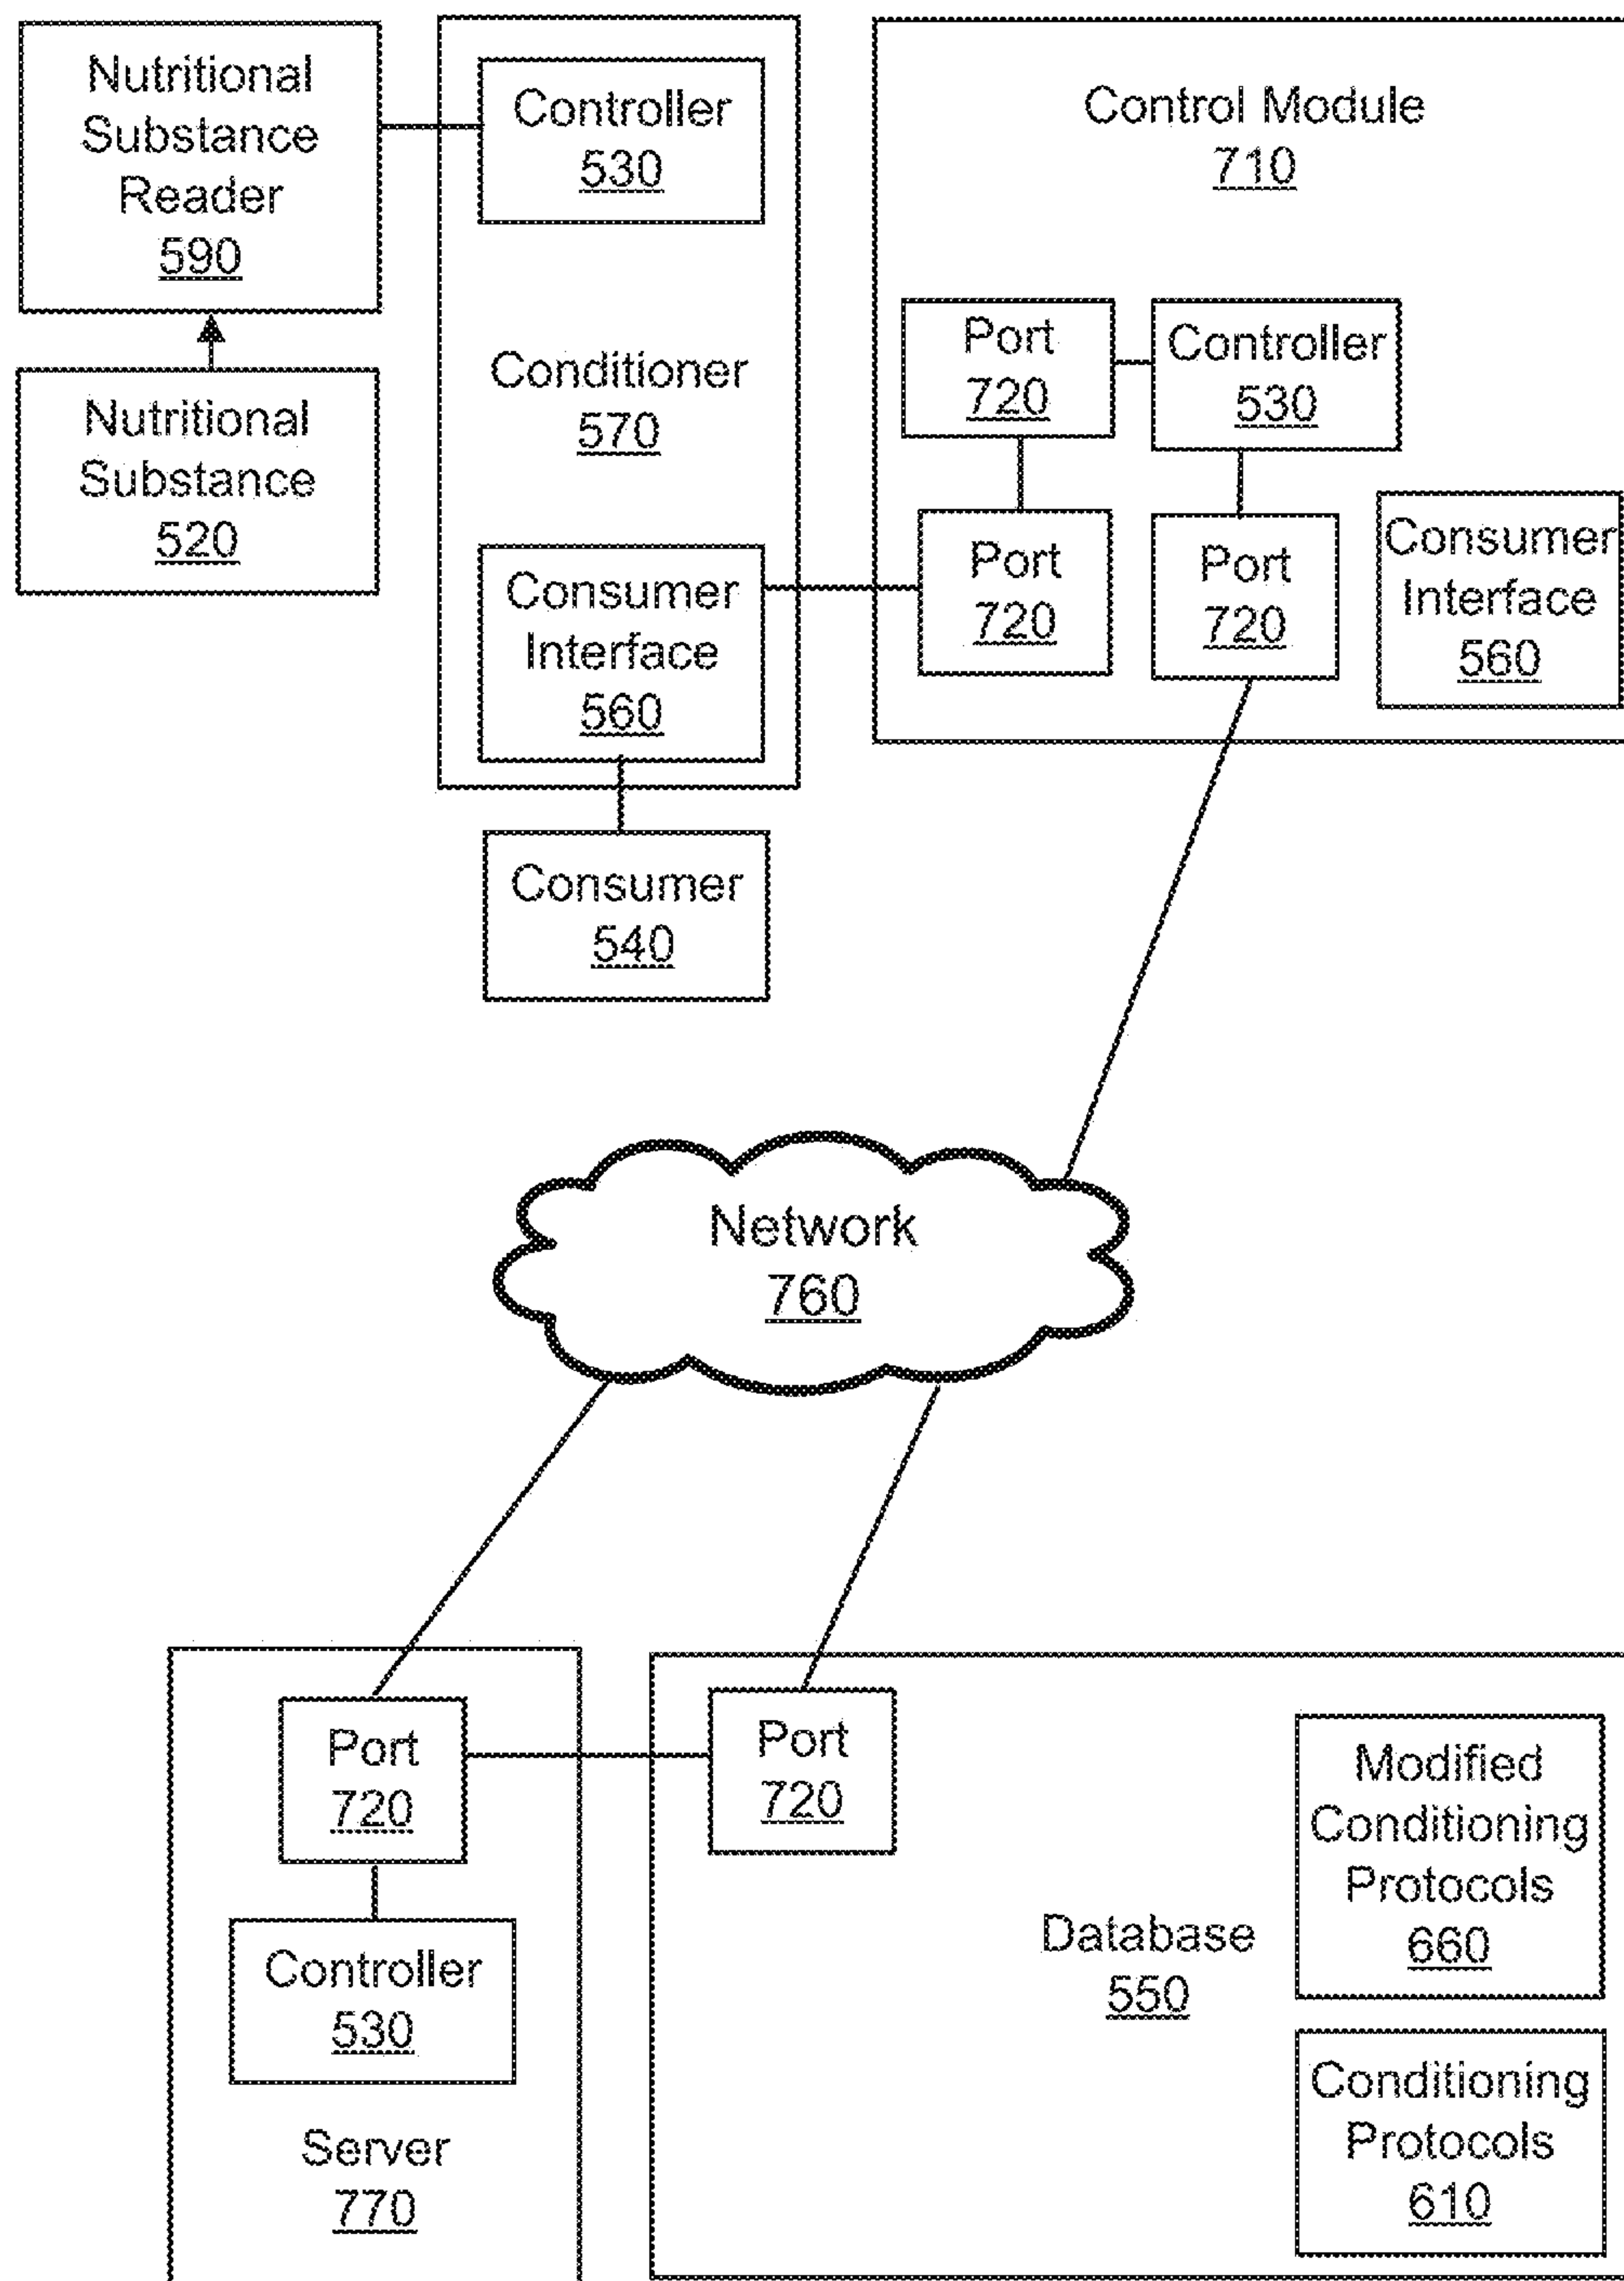 Nutritional
Substance
Reader
590
Nutritional
Substance
520
Controller
530
Conditioner
570
Consumer
Interface
560
Consumer
540
Control Module
710
Port
720
Controller
530
Port
720
Port
720
Consumer
Interface
560
Network
760
Port
720
Controller
530
Server
770
Port
720
Database
550
Modified
Conditioning
Protocols
660
Conditioning
Protocols
610